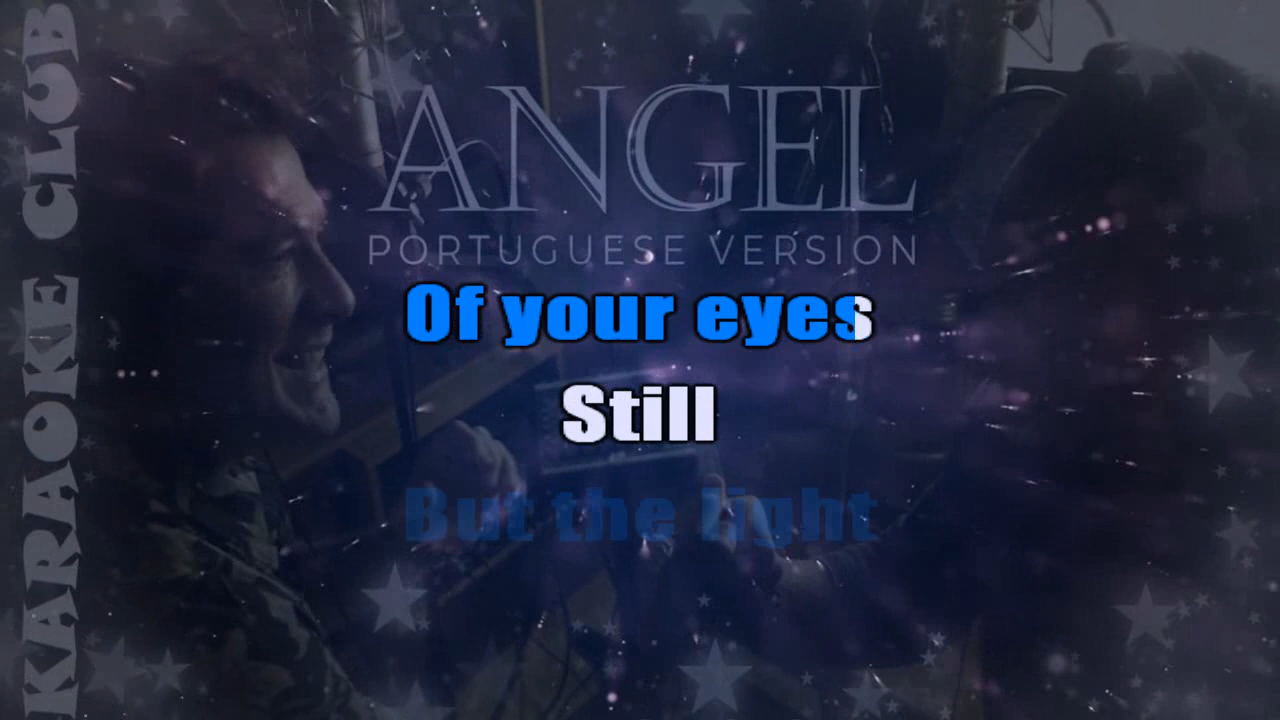 KARAOKE CLUB
ANGEL
PORTUGUESE VERSION
Of your eyes
Still
But the light